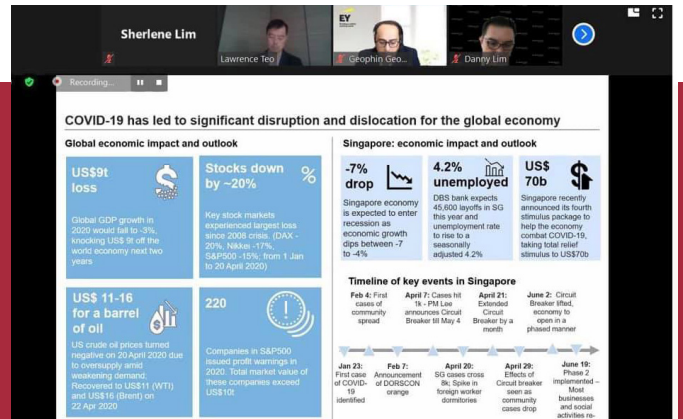 Sherlene Lim
EY
Lawrence Teo
Geophin Geo...
Danny Lim
Recording...
COVID-19 has led to significant disruption and dislocation for the global economy
Global economic impact and outlook
US$9t
loss
Global GDP growth in
2020 would fall to -3%,
knocking US$ 9t off the
world economy next two
years
Stocks down
by ~20%
%
Key stock markets
experienced largest loss
since 2008 crisis. (DAX -
20%, Nikkei -17%,
S&P500 -15%; from 1 Jan
to 20 April 2020)
US$ 11-16
for a barrel
of oil
US crude oil prices turned
negative on 20 April 2020 due
to oversupply amid
weakening demand;
Recovered to US$11 (WTI)
and US$16 (Brent) on
22 Apr 2020
220
Companies in S&P500
issued profit warnings in
2020. Total market value of
these companies exceed
US$10t
Singapore: economic impact and outlook
-7%
drop
Singapore economy
is expected to enter
recession as
economic growth
dips between -7
to -4%
4.2%
unemployed
DBS bank expects
45,600 layoffs in SG
this year and
unemployment rate
to rise to a
seasonally
adjusted 4.2%
US$
70b
$
Singapore recently
announced its fourth
stimulus package to
help the economy
combat COVID-19,
taking total relief
stimulus to US$70b
Timeline of key events in Singapore
Feb 4: First
cases of
community
spread
April 7: Cases hit
1k - PM Lee
announces Circuit
Breaker till May 4
April 21:
Extended
Circuit
Breaker by a
month
June 2: Circuit
Breaker lifted,
economy to
open in a
phased manner
Jan 23:
First case
of COVID-
19
identified
Feb 7:
Announcement
of DORSCON
orange
April 20:
SG cases cross
8k; Spike in
foreign worker
dormitories
April 29:
Effects of
Circuit breaker
seen as
community
cases drop
June 19:
Phase 2
implemented –
Most
businesses
and social
activities re-